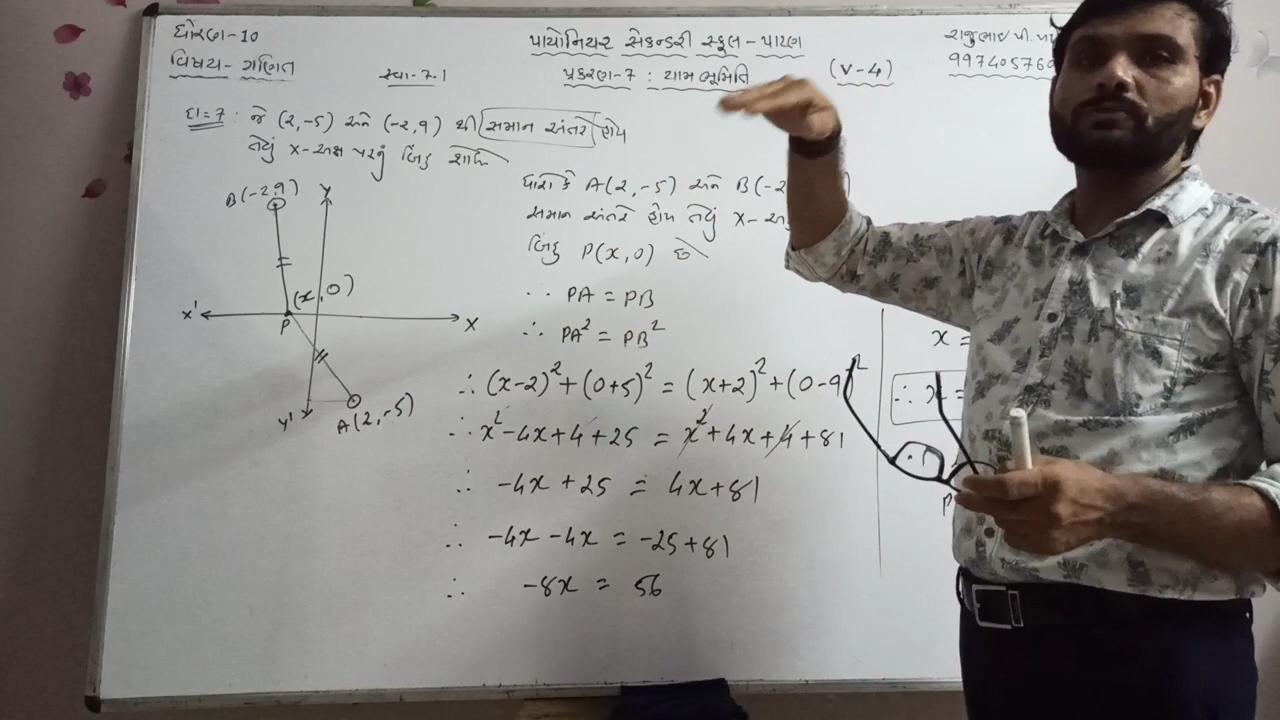 ધોરણ-10
વિષય- ગણિત
સ્વા-7.1
પાયોનિયર સેકન્ડરી સ્કૂલ-પાટણ
પ્રકરણ-7 : યામ ભૂમિતિ
(V-4)
રાજુભાઇ પી.
99740576
દા=7 : જે (2,-5) અને (-2,9) થી સમાન અંતરે હોય
તેવું x-અક્ષ પરનું બિંદુ શોધો
B(-2,9)
Y
(x,0)
X'
P
X
Y'
A(2,-5)
ધારો કે A(2,-5) અને B(-2
સમાન અંતરે હોય તેવું x-અ
બિંદુ P(x,0) છે
∴ PA = PB
∴ PA² = PB²
∴ (x-2)²+(0+5)² = (x+2)²+(0-9)²
∴ x²-4x+4+25 = x²+4x+4+81
∴ -4x+25 = 4x+81
∴ -4x-4x = -25+81
∴ -8x = 56
x =
∴ x =